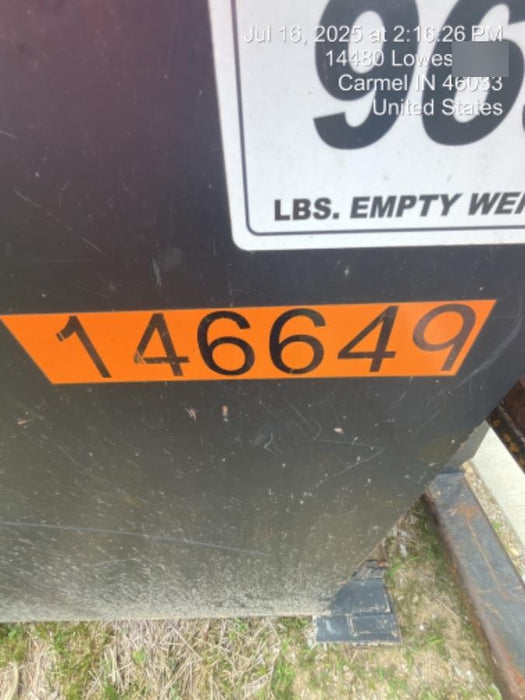 Jul 16, 2025 at 2:16:26 PM
14480 Lowes
Carmel IN 46033
United States
LBS. EMPTY
146649